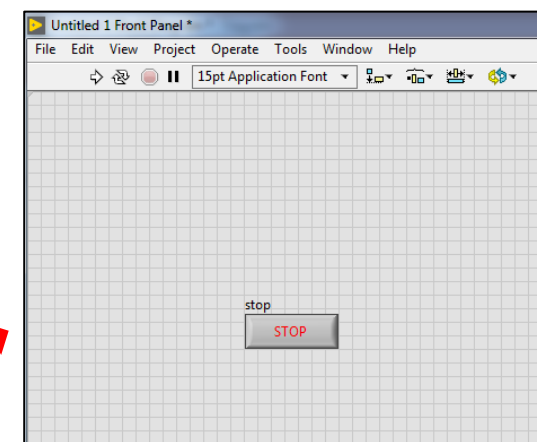 Untitled 1 Front Panel *
File Edit View Project Operate Tools Window Help
15pt Application Font
stop
STOP